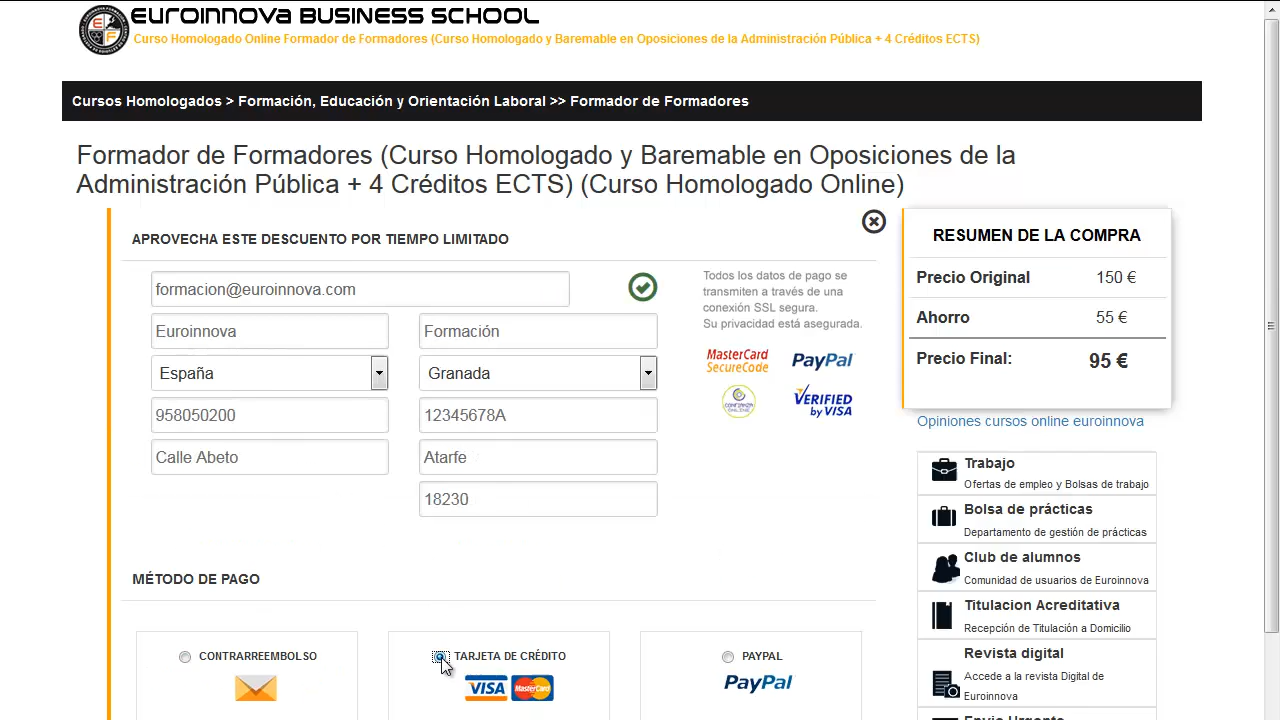 EUROINNOVA BUSINESS SCHOOL
Curso Homologado Online Formador de Formadores (Curso Homologado y Baremable en Oposiciones de la Administración Pública + 4 Créditos ECTS)
Cursos Homologados > Formación, Educación y Orientación Laboral >> Formador de Formadores
Formador de Formadores (Curso Homologado y Baremable en Oposiciones de la
Administración Pública + 4 Créditos ECTS) (Curso Homologado Online)
APROVECHA ESTE DESCUENTO POR TIEMPO LIMITADO
formacion@euroinnova.com
Euroinnova
Formación
España
Granada
958050200
12345678A
Calle Abeto
Atarfe
18230
Todos los datos de pago se
transmiten a través de una
conexión SSL segura.
Su privacidad está asegurada.
MasterCard
SecureCode
PayPal
CONFIANZA
ONLINE
VERIFIED
by VISA
MÉTODO DE PAGO
CONTRARREEMBOLSO
TARJETA DE CRÉDITO
VISA
MasterCard
PAYPAL
PayPal
RESUMEN DE LA COMPRA
Precio Original 150 €
Ahorro 55 €
Precio Final: 95 €
Opiniones cursos online euroinnova
Trabajo
Ofertas de empleo y Bolsas de trabajo
Bolsa de prácticas
Departamento de gestión de prácticas
Club de alumnos
Comunidad de usuarios de Euroinnova
Titulacion Acreditativa
Recepción de Titulación a Domicilio
Revista digital
Accede a la revista Digital de
Euroinnova
Envio Urgente